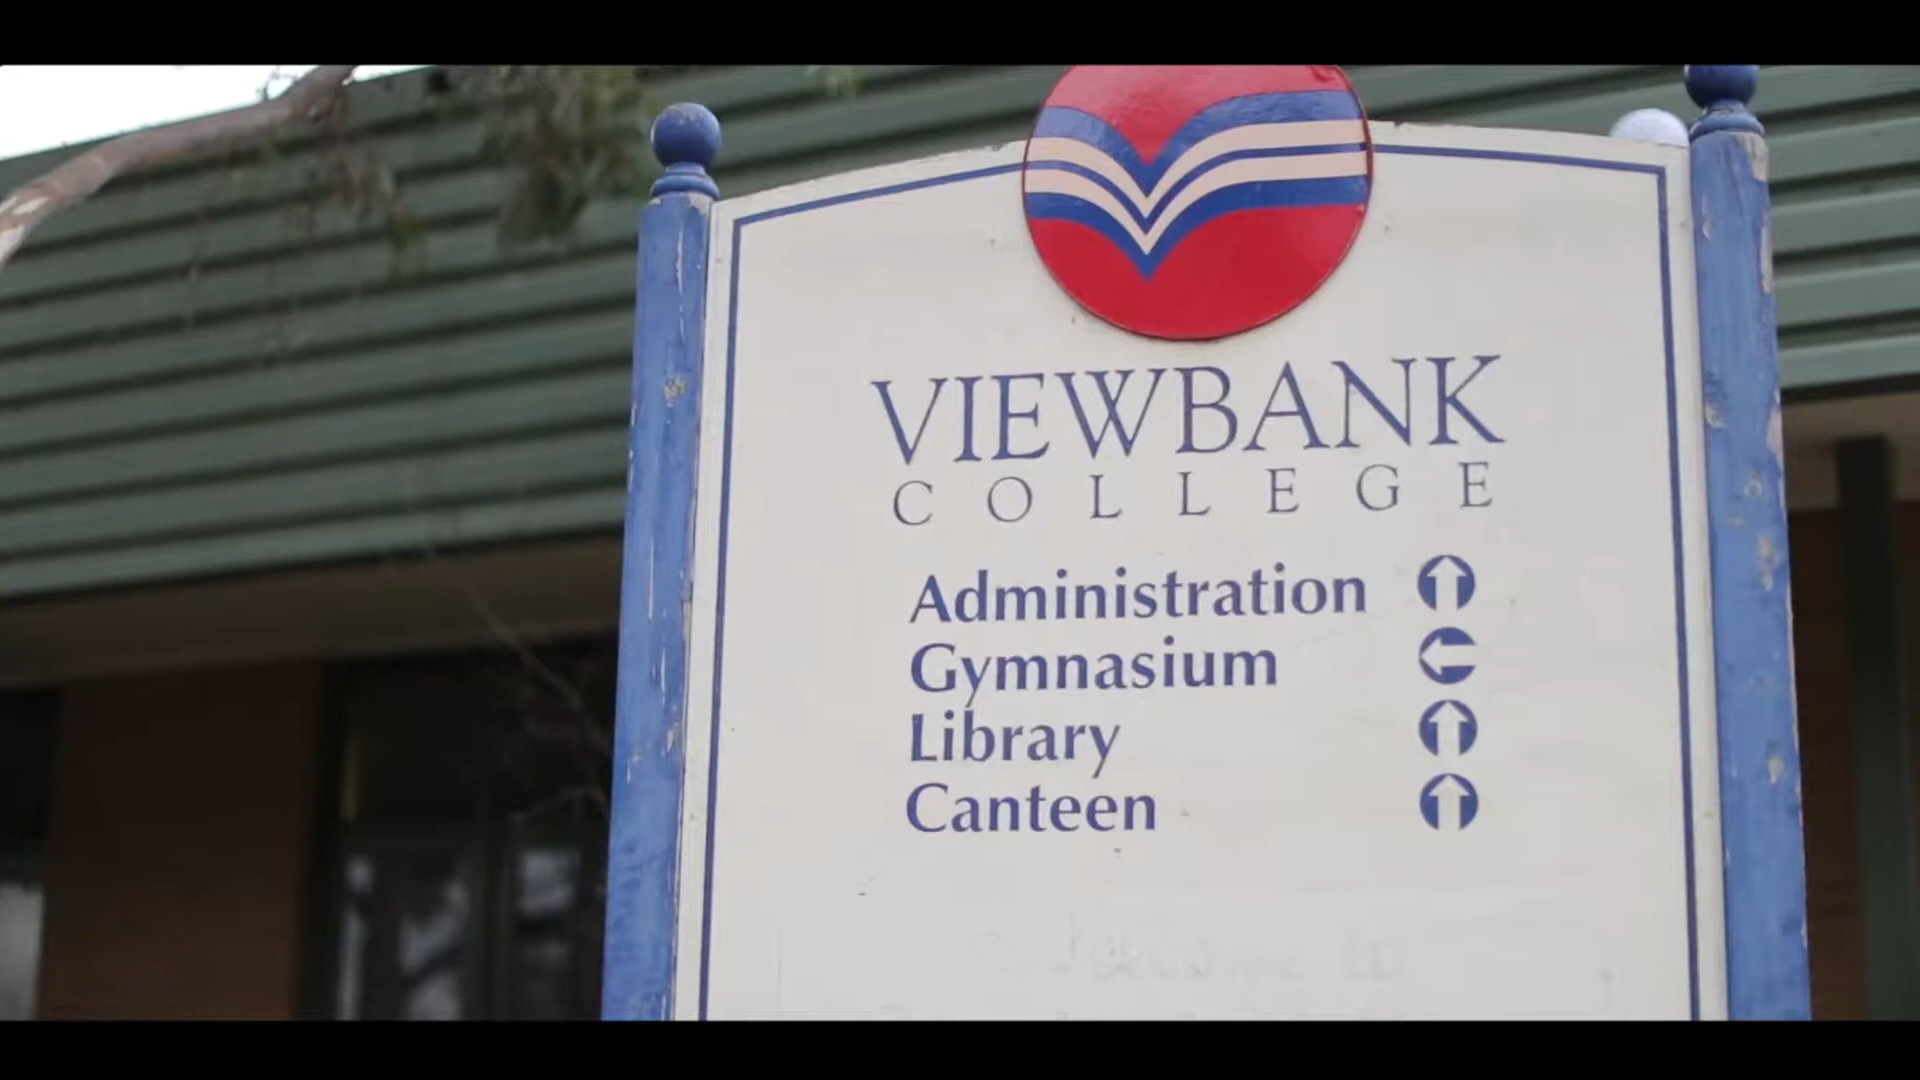 VIEWBANK
COLLEGE
Administration
Gymnasium
Library
Canteen